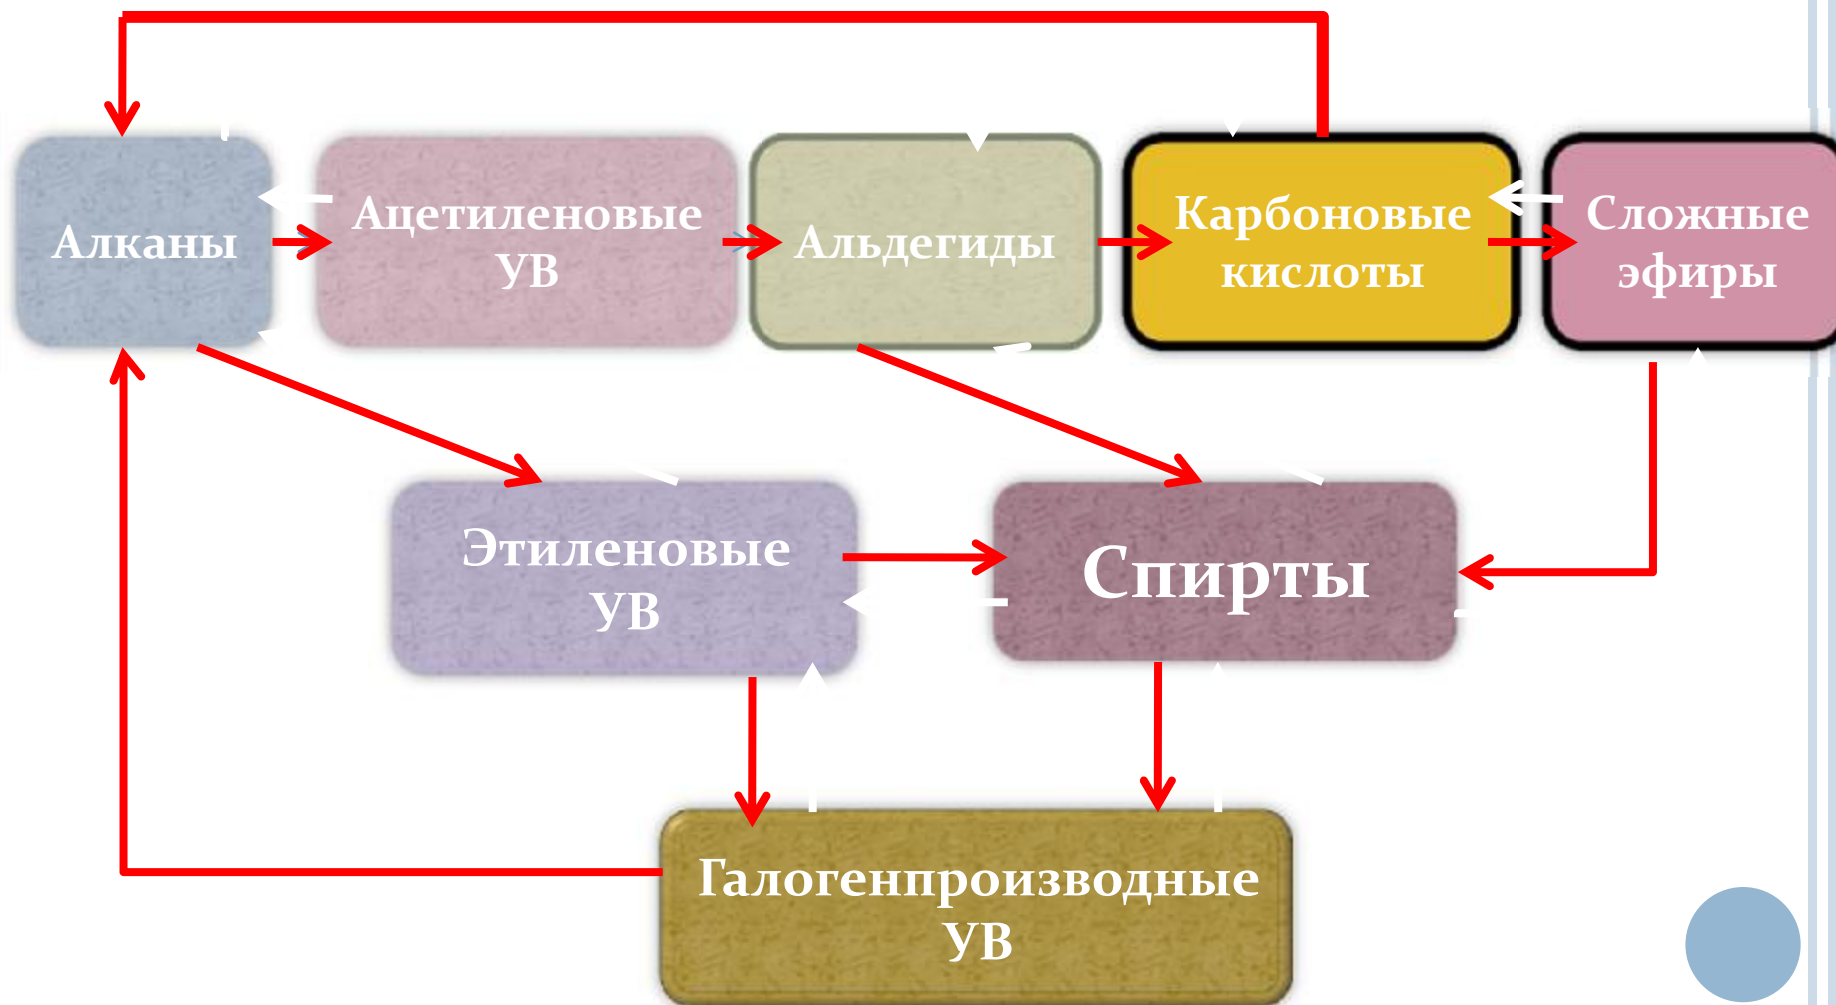 Алканы
Ацетиленовые
УВ
Альдегиды
Карбоновые
кислоты
Сложные
эфиры
Этиленовые
УВ
Спирты
Галогенпроизводные
УВ